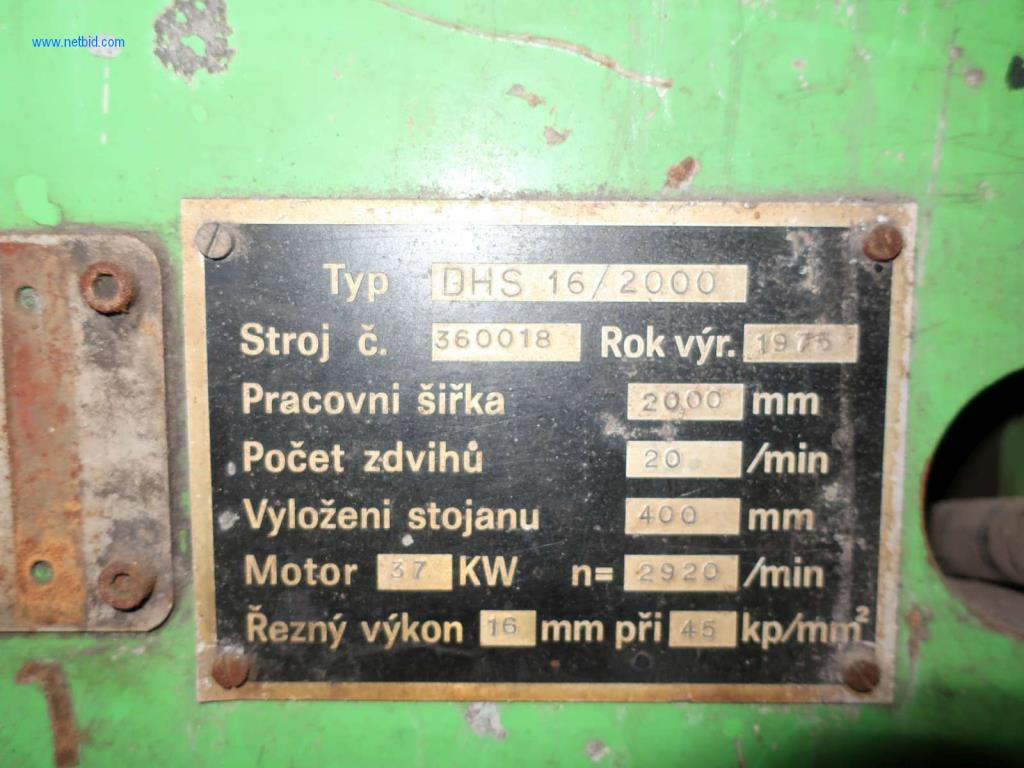 www.netbid.com
Typ DHS 16/2000
Stroj č. 360018 Rok výr. 1975
Pracovni šiřka 2000 mm
Počet zdvihů 20 /min
Vyloženi stojanu 400 mm
Motor 37 KW n= 2920 /min
Řezný výkon 16 mm při 45 kp/mm²